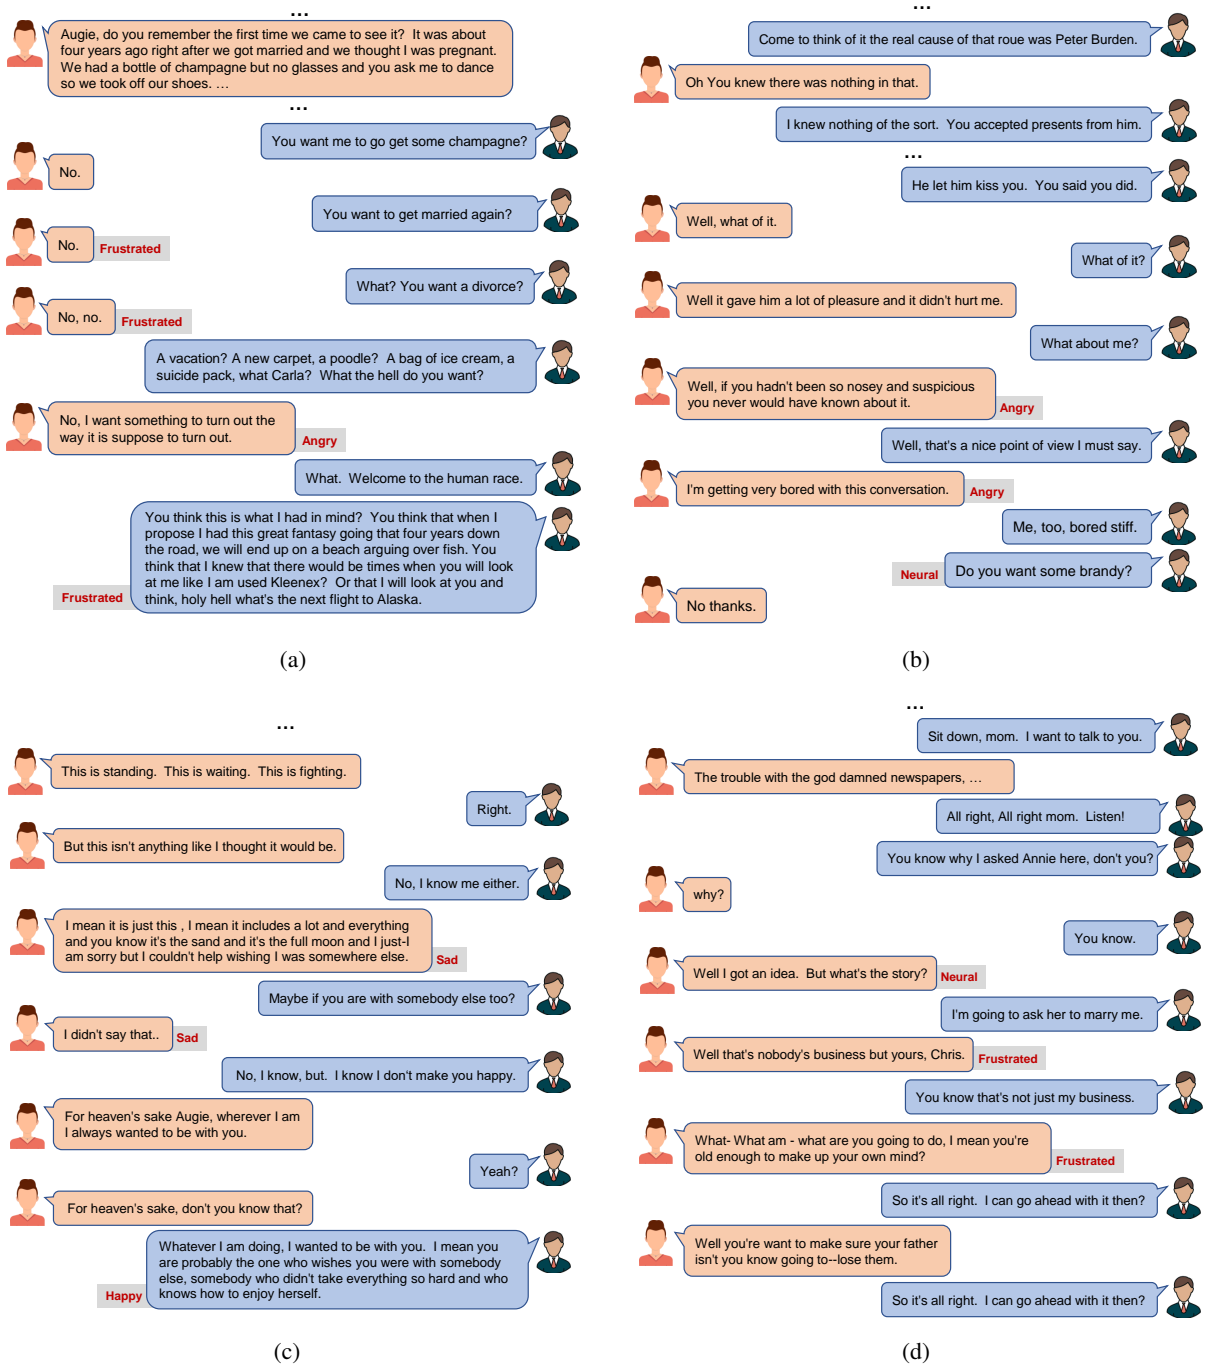 ...
Augie, do you remember the first time we came to see it? It was about
four years ago right after we got married and we thought I was pregnant.
We had a bottle of champagne but no glasses and you ask me to dance
so we took off our shoes. ...
...
You want me to go get some champagne?
No.
You want to get married again?
No.
Frustrated
What? You want a divorce?
No, no.
Frustrated
A vacation? A new carpet, a poodle? A bag of ice cream, a
suicide pack, what Carla? What the hell do you want?
No, I want something to turn out the
way it is suppose to turn out.
Angry
What. Welcome to the human race.
You think this is what I had in mind? You think that when I
propose I had this great fantasy going that four years down
the road, we will end up on a beach arguing over fish. You
think that I knew that there would be times when you will look
at me like I am used Kleenex? Or that I will look at you and
think, holy hell what's the next flight to Alaska.
Frustrated
(a)
...
Come to think of it the real cause of that roue was Peter Burden.
Oh You knew there was nothing in that.
I knew nothing of the sort. You accepted presents from him.
...
He let him kiss you. You said you did.
Well, what of it.
What of it?
Well it gave him a lot of pleasure and it didn't hurt me.
What about me?
Well, if you hadn't been so nosey and suspicious
you never would have known about it.
Angry
Well, that's a nice point of view I must say.
I'm getting very bored with this conversation.
Angry
Me, too, bored stiff.
Neural
Do you want some brandy?
No thanks.
(b)
...
This is standing. This is waiting. This is fighting.
Right.
But this isn't anything like I thought it would be.
No, I know me either.
I mean it is just this , I mean it includes a lot and everything
and you know it's the sand and it's the full moon and I just-I
am sorry but I couldn't help wishing I was somewhere else.
Sad
Maybe if you are with somebody else too?
I didn't say that..
Sad
No, I know, but. I know I don't make you happy.
For heaven's sake Augie, wherever I am
I always wanted to be with you.
Yeah?
For heaven's sake, don't you know that?
Whatever I am doing, I wanted to be with you. I mean you
are probably the one who wishes you were with somebody
else, somebody who didn't take everything so hard and who
knows how to enjoy herself.
Happy
(c)
...
Sit down, mom. I want to talk to you.
The trouble with the god damned newspapers, ...
All right, All right mom. Listen!
You know why I asked Annie here, don't you?
why?
You know.
Well I got an idea. But what's the story?
Neural
I'm going to ask her to marry me.
Well that's nobody's business but yours, Chris.
Frustrated
You know that's not just my business.
What- What am - what are you going to do, I mean you're
old enough to make up your own mind?
Frustrated
So it's all right. I can go ahead with it then?
Well you're want to make sure your father
isn't you know going to--lose them.
So it's all right. I can go ahead with it then?
(d)